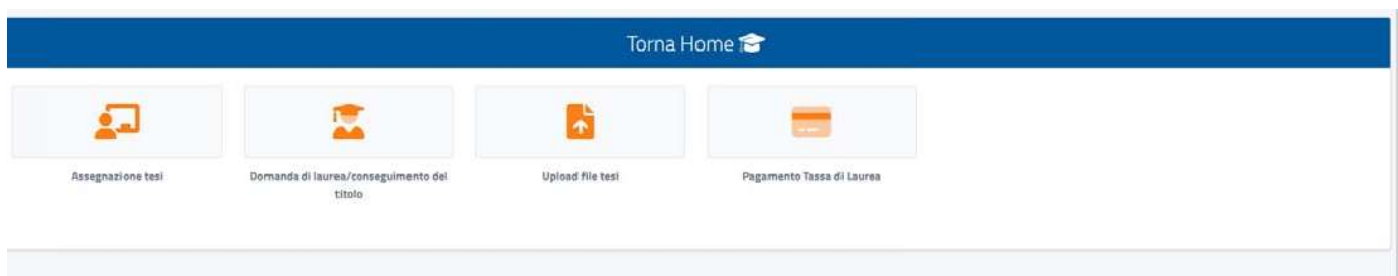 Torna Home
Assegnazione tesi
Domanda di laurea/conseguimento del
titolo
Upload file tesi
Pagamento Tassa di Laurea